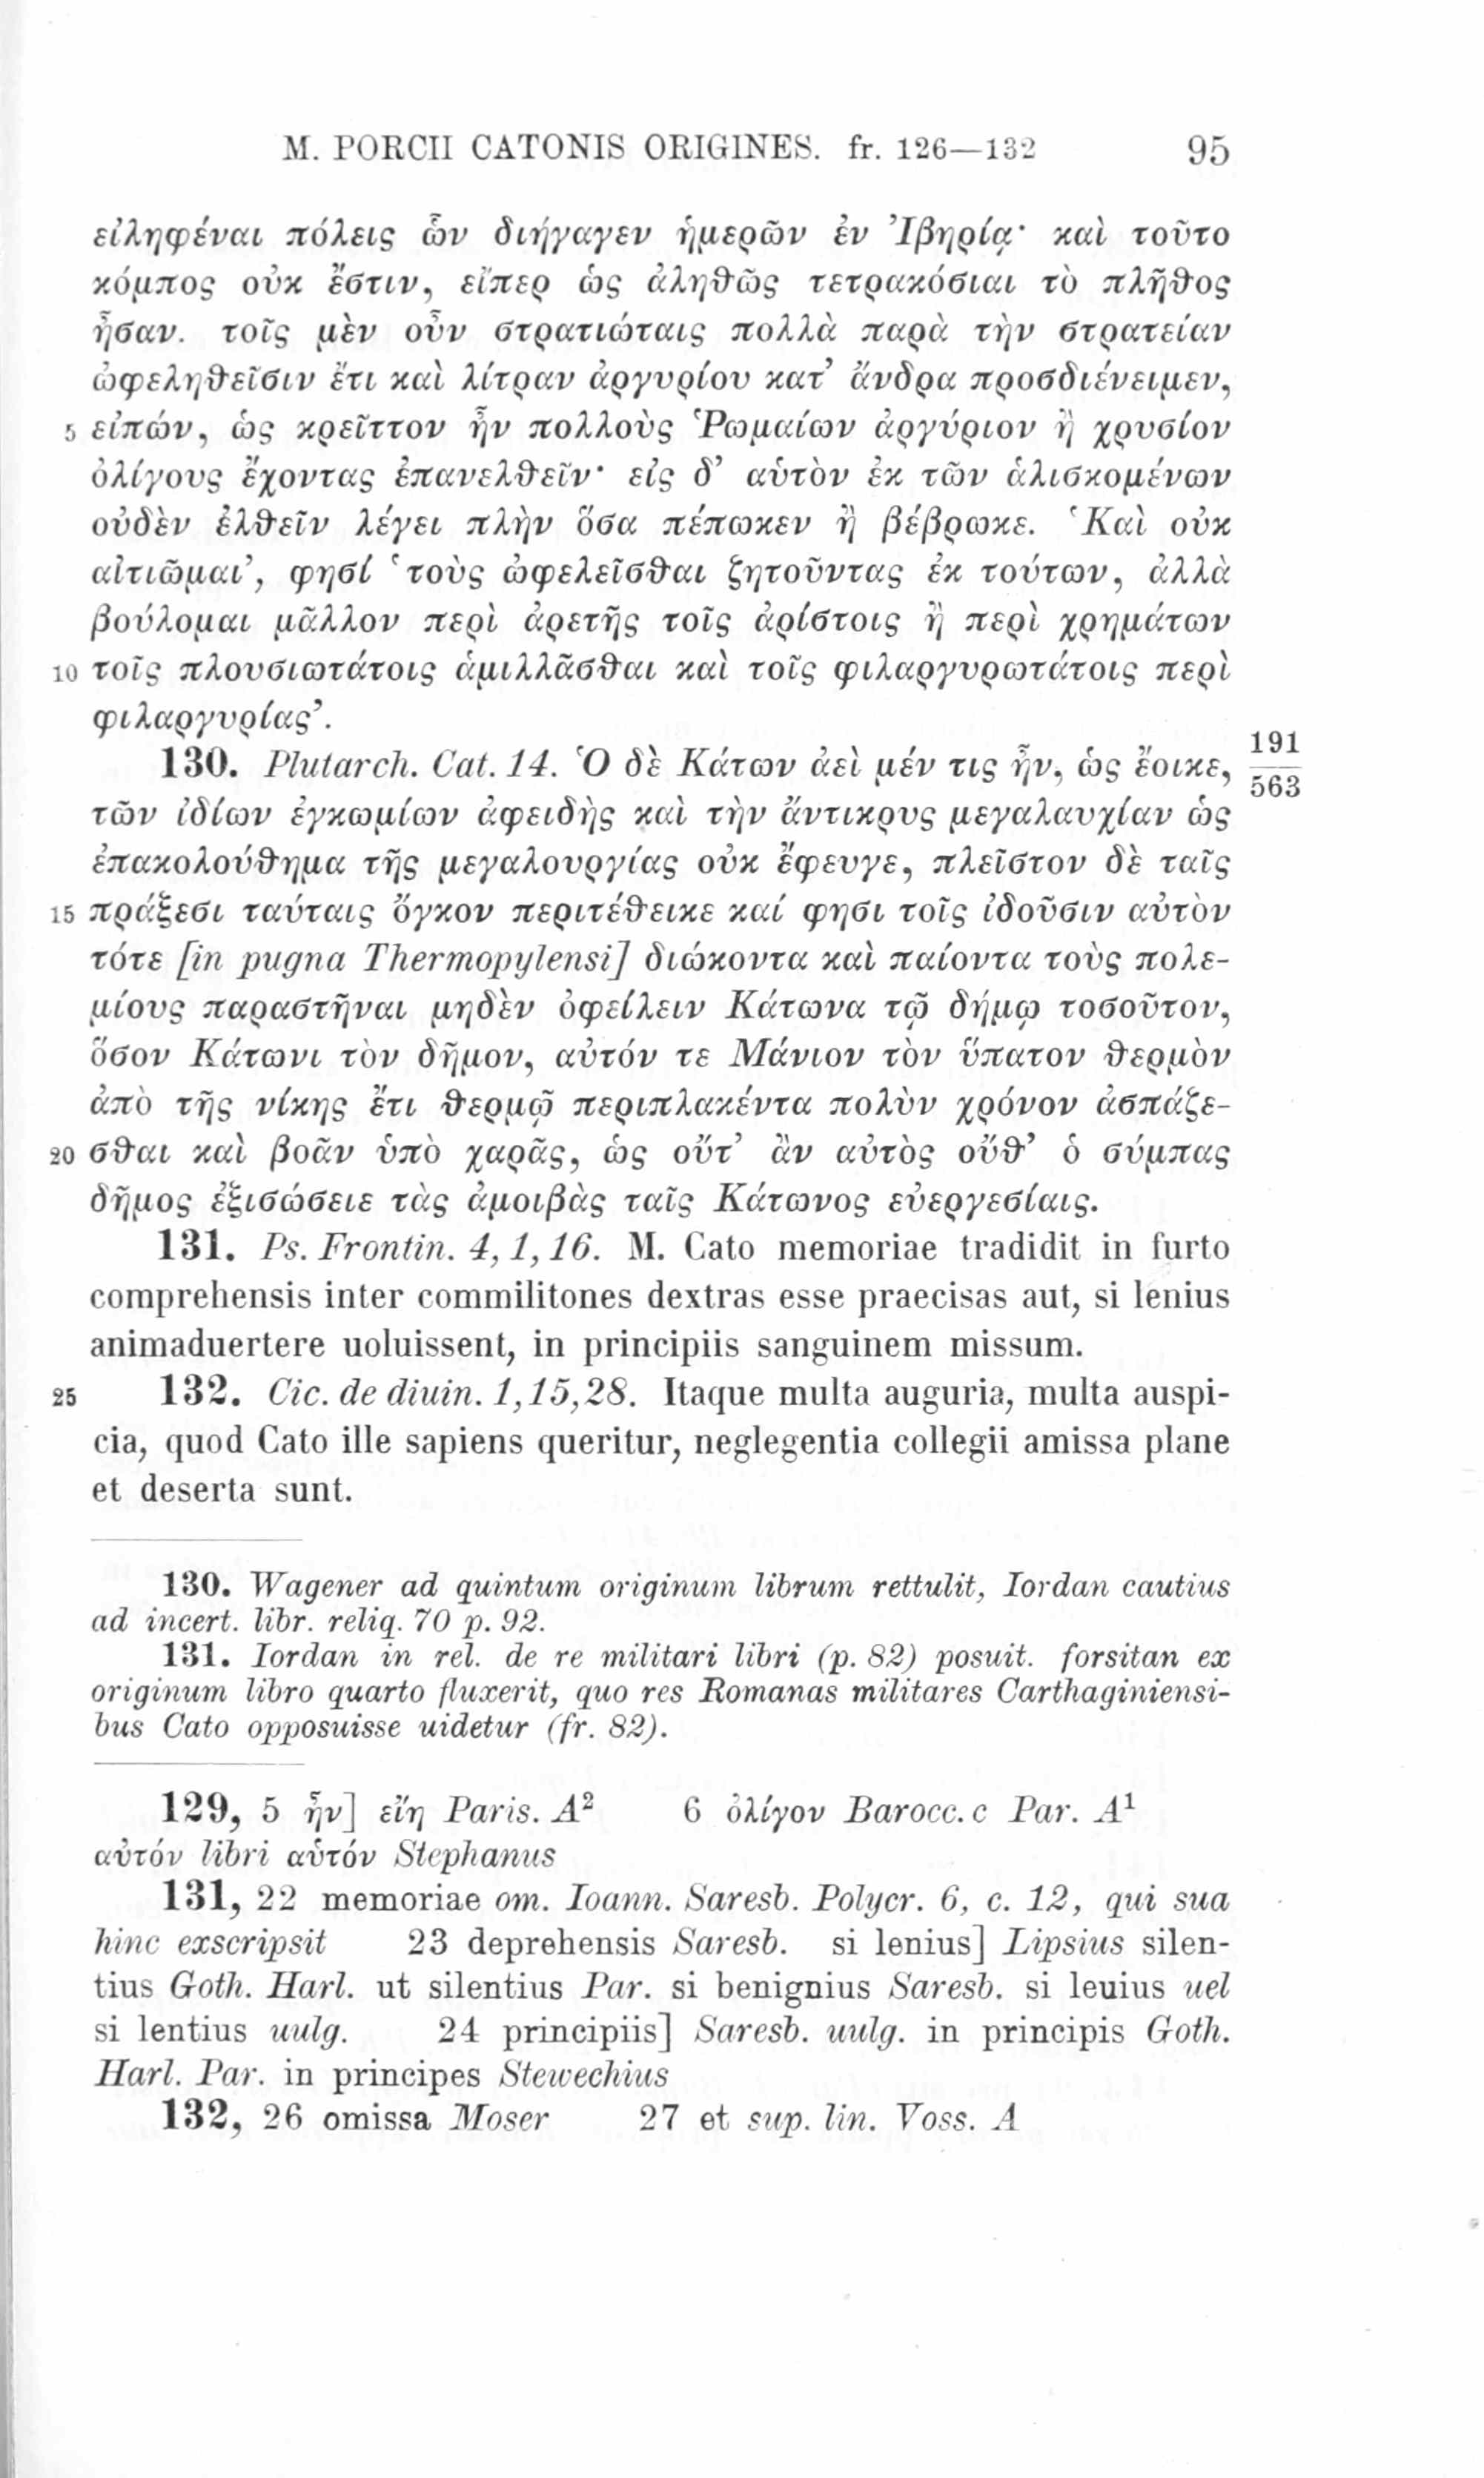 M. PORCII CATONIS ORIGINES. fr. 126—132 95
εἰληφέναι πόλεις ὧν διήγαγεν ἡμερῶν ἐν Ἰβηρίᾳ· καὶ τοῦτο
κόμπος οὐκ ἔστιν, εἴπερ ὡς ἀληϑῶς τετρακόσιαι τὸ πλῆϑος
ἦσαν. τοῖς μὲν οὖν στρατιώταις πολλὰ παρὰ τὴν στρατείαν
ὠφεληϑεῖσιν ἔτι καὶ λίτραν ἀργυρίου κατ’ ἄνδρα προσδιένειμεν,
5 εἰπών, ὡς κρεῖττον ἦν πολλοὺς Ῥωμαίων ἀργύριον ἢ χρυσίον
ὀλίγους ἔχοντας ἐπανελϑεῖν· εἰς δ’ αὑτὸν ἐκ τῶν ἁλισκομένων
οὐδὲν ἐλϑεῖν λέγει πλὴν ὅσα πέπωκεν ἢ βέβρωκε. ‘Καὶ οὐκ
αἰτιῶμαι’, φησί ‘τοὺς ὠφελεῖσϑαι ζητοῦντας ἐκ τούτων, ἀλλὰ
βούλομαι μᾶλλον περὶ ἀρετῆς τοῖς ἀρίστοις ἢ περὶ χρημάτων
10 τοῖς πλουσιωτάτοις ἁμιλλᾶσϑαι καὶ τοῖς φιλαργυρωτάτοις περὶ
φιλαργυρίας’.
130. Plutarch. Cat. 14. Ὁ δὲ Κάτων ἀεὶ μέν τις ἦν, ὡς ἔοικε, 191
563
τῶν ἰδίων ἐγκωμίων ἀφειδὴς καὶ τὴν ἄντικρυς μεγαλαυχίαν ὡς
ἐπακολούϑημα τῆς μεγαλουργίας οὐκ ἔφευγε, πλεῖστον δὲ ταῖς
15 πράξεσι ταύταις ὄγκον περιτέϑεικε καί φησι τοῖς ἰδοῦσιν αὐτὸν
τότε [in pugna Thermopylensi] διώκοντα καὶ παίοντα τοὺς πολε-
μίους παραστῆναι μηδὲν ὀφείλειν Κάτωνα τῷ δήμῳ τοσοῦτον,
ὅσον Κάτωνι τὸν δῆμον, αὐτόν τε Μάνιον τὸν ὕπατον ϑερμὸν
ἀπὸ τῆς νίκης ἔτι ϑερμῷ περιπλακέντα πολὺν χρόνον ἀσπάζε-
20 σϑαι καὶ βοᾶν ὑπὸ χαρᾶς, ὡς οὔτ’ ἂν αὐτὸς οὔϑ’ ὁ σύμπας
δῆμος ἐξισώσειε τὰς ἀμοιβὰς ταῖς Κάτωνος εὐεργεσίαις.
131. Ps. Frontin. 4, 1, 16. M. Cato memoriae tradidit in furto
comprehensis inter commilitones dextras esse praecisas aut, si lenius
animaduertere uoluissent, in principiis sanguinem missum.
25 132. Cic. de diuin. 1, 15, 28. Itaque multa auguria, multa auspi-
cia, quod Cato ille sapiens queritur, neglegentia collegii amissa plane
et deserta sunt.
130. Wagener ad quintum originum librum rettulit, Iordan cautius
ad incert. libr. reliq. 70 p. 92.
131. Iordan in rel. de re militari libri (p. 82) posuit. forsitan ex
originum libro quarto fluxerit, quo res Romanas militares Carthaginiensi-
bus Cato opposuisse uidetur (fr. 82).
129, 5 ἦν] εἴη Paris. A² 6 ὀλίγον Barocc. c Par. A¹
αὐτόν libri αὑτόν Stephanus
131, 22 memoriae om. Ioann. Saresb. Polycr. 6, c. 12, qui sua
hinc exscripsit 23 deprehensis Saresb. si lenius] Lipsius silen-
tius Goth. Harl. ut silentius Par. si benignius Saresb. si leuius uel
si lentius uulg. 24 principiis] Saresb. uulg. in principis Goth.
Harl. Par. in principes Stewechius
132, 26 omissa Moser 27 et sup. lin. Voss. A